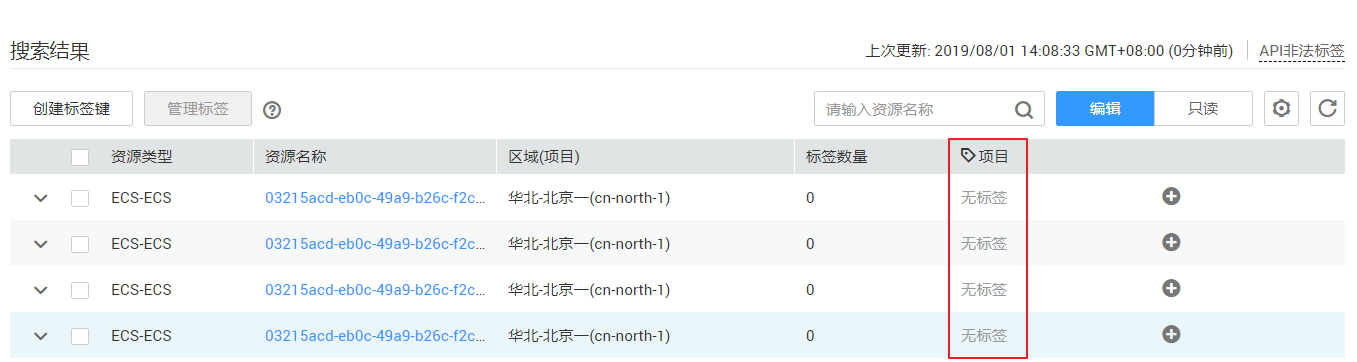 搜索结果
上次更新: 2019/08/01 14:08:33 GMT+08:00 (0分钟前) API非法标签
创建标签键 管理标签 请输入资源名称 编辑 只读
资源类型 资源名称 区域(项目) 标签数量 项目
ECS-ECS 03215acd-eb0c-49a9-b26c-f2c... 华北-北京一(cn-north-1) 0 无标签
ECS-ECS 03215acd-eb0c-49a9-b26c-f2c... 华北-北京一(cn-north-1) 0 无标签
ECS-ECS 03215acd-eb0c-49a9-b26c-f2c... 华北-北京一(cn-north-1) 0 无标签
ECS-ECS 03215acd-eb0c-49a9-b26c-f2c... 华北-北京一(cn-north-1) 0 无标签